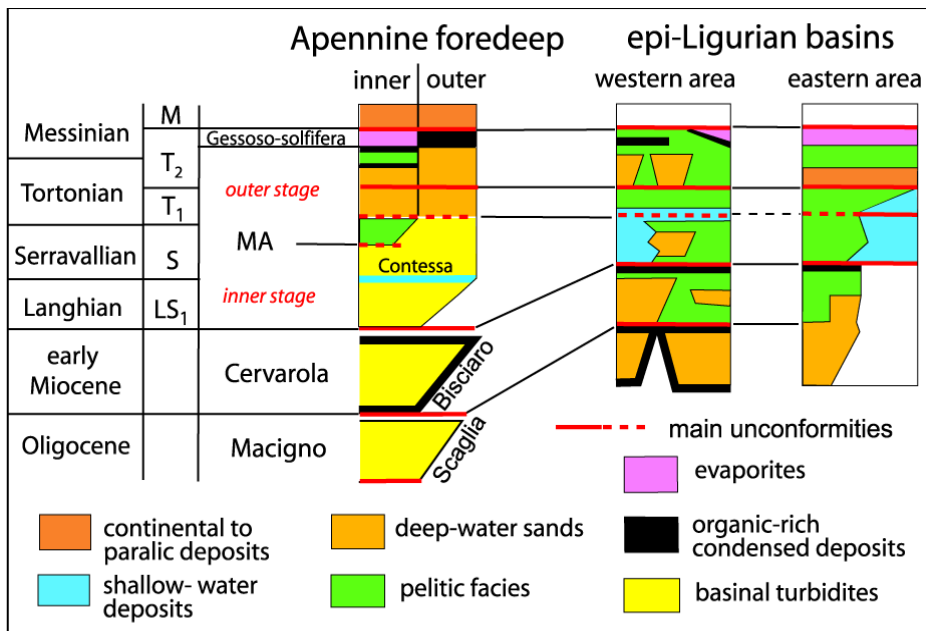 Apennine foredeep
epi-Ligurian basins
inner
outer
western area
eastern area
Messinian
M
Gessoso-solfifera
T2
Tortonian
outer stage
T1
MA
Serravallian
S
Contessa
Langhian
LS1
inner stage
early
Miocene
Cervarola
Bisciaro
Oligocene
Macigno
Scaglia
main unconformities
evaporites
continental to
paralic deposits
deep-water sands
organic-rich
condensed deposits
shallow- water
deposits
pelitic facies
basinal turbidites